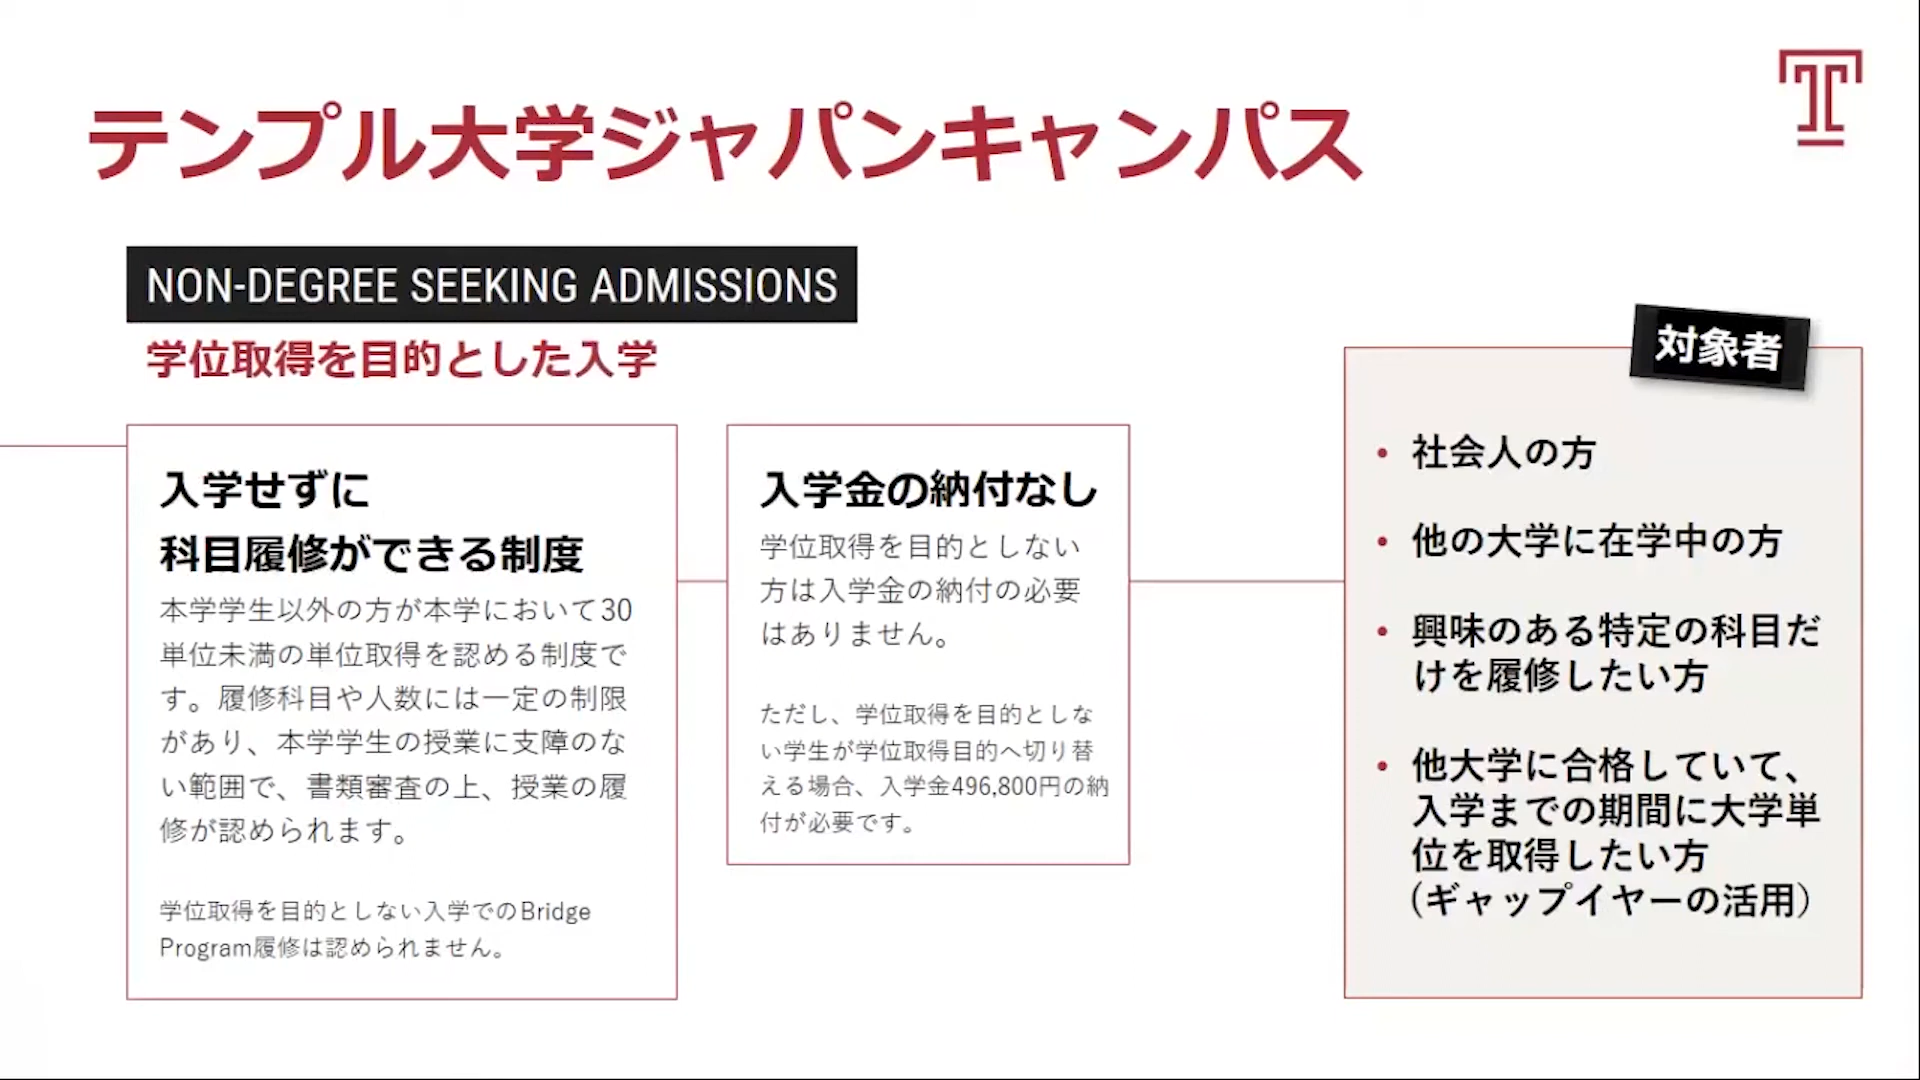 テンプル大学ジャパンキャンパス
NON-DEGREE SEEKING ADMISSIONS
学位取得を目的とした入学
入学せずに
科目履修ができる制度
本学学生以外の方が本学において30
単位未満の単位取得を認める制度で
す。履修科目や人数には一定の制限
があり、本学学生の授業に支障のな
い範囲で、書類審査の上、授業の履
修が認められます。
学位取得を目的としない入学でのBridge
Program履修は認められません。
入学金の納付なし
学位取得を目的としない
方は入学金の納付の必要
はありません。
ただし、学位取得を目的としな
い学生が学位取得目的へ切り替
える場合、入学金496,800円の納
付が必要です。
対象者
• 社会人の方
• 他の大学に在学中の方
• 興味のある特定の科目だ
けを履修したい方
• 他大学に合格していて、
入学までの期間に大学単
位を取得したい方
（ギャップイヤーの活用）